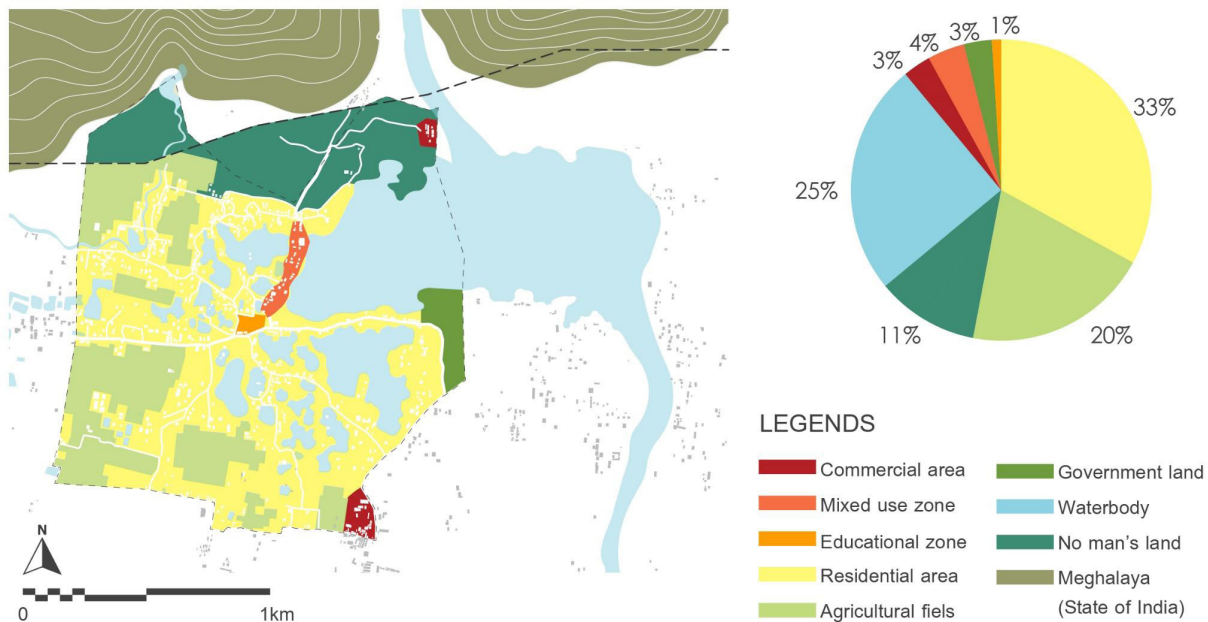 N
0
1km
1%
3%
4%
3%
33%
25%
11%
20%
LEGENDS
Commercial area
Mixed use zone
Educational zone
Residential area
Agricultural fiels
Government land
Waterbody
No man's land
Meghalaya
(State of India)